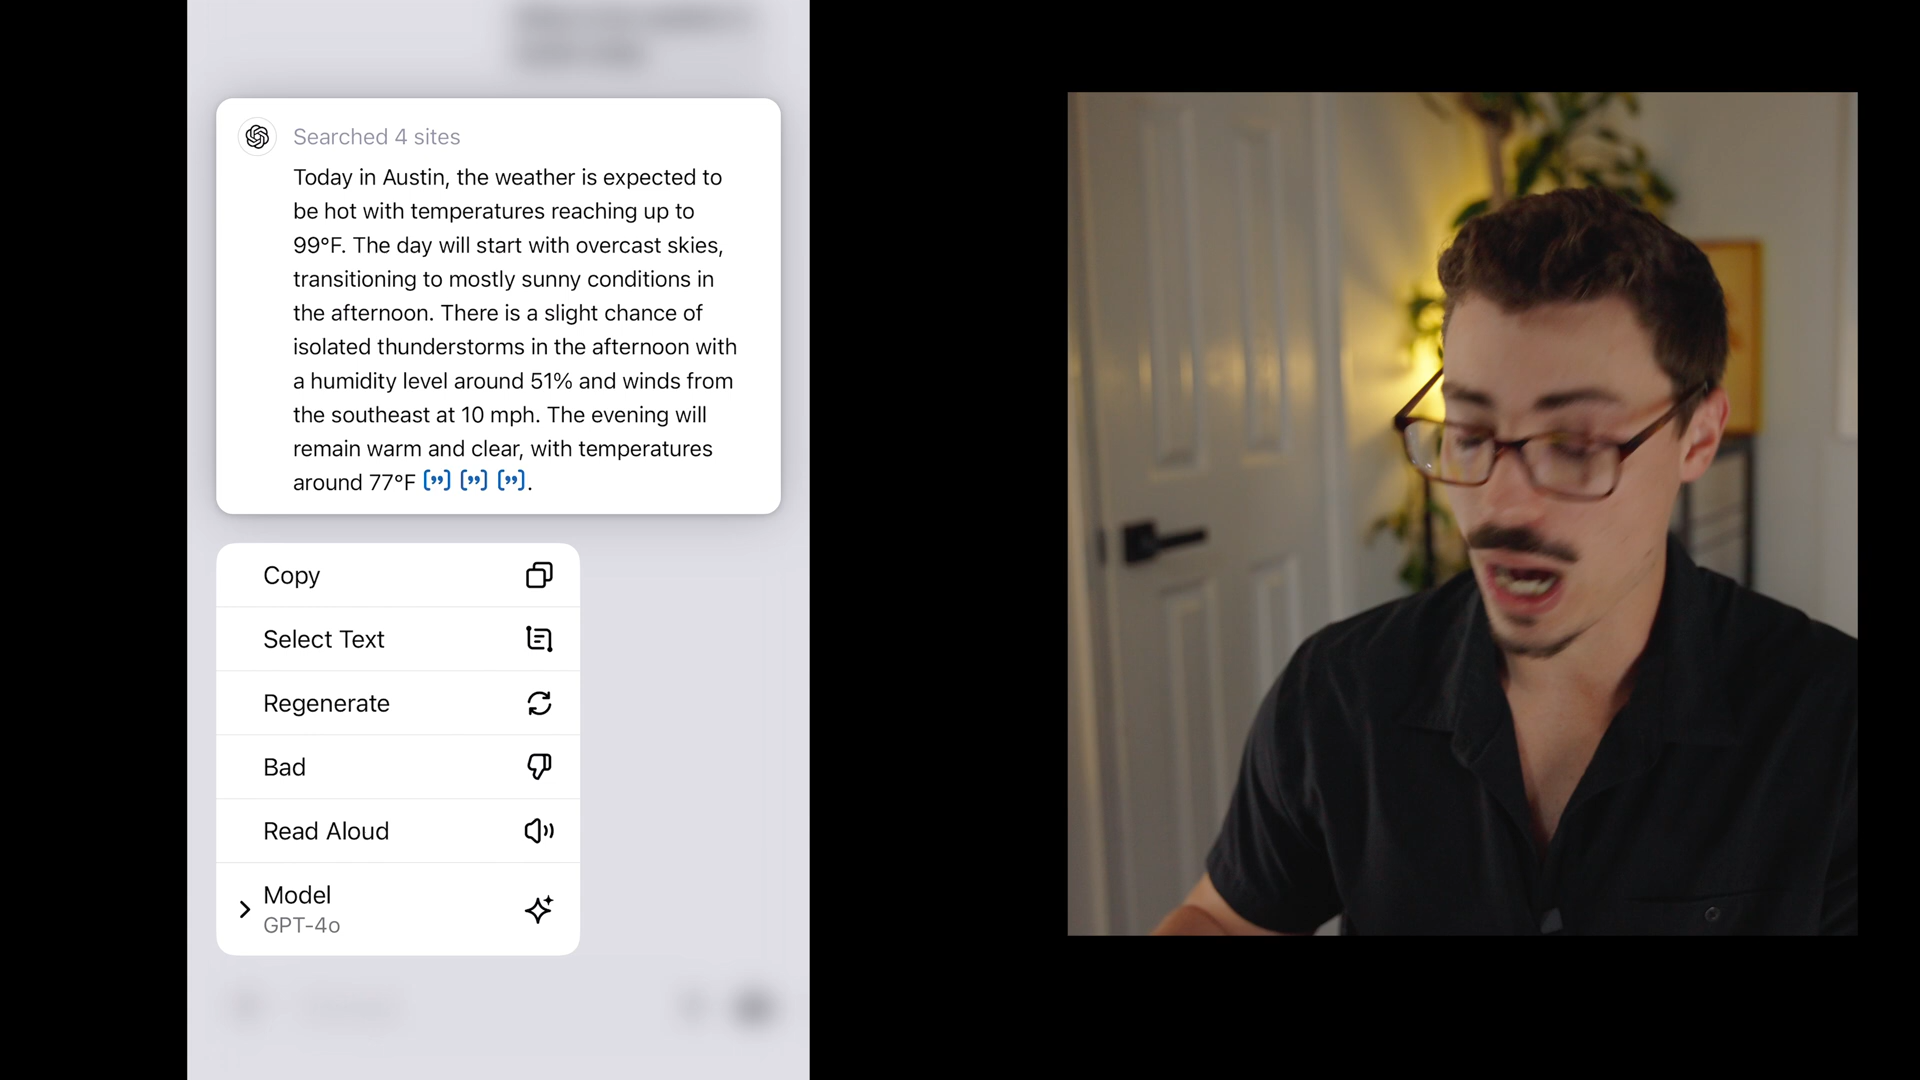 Searched 4 sites
Today in Austin, the weather is expected to
be hot with temperatures reaching up to
99°F. The day will start with overcast skies,
transitioning to mostly sunny conditions in
the afternoon. There is a slight chance of
isolated thunderstorms in the afternoon with
a humidity level around 51% and winds from
the southeast at 10 mph. The evening will
remain warm and clear, with temperatures
around 77°F [”] [”] [”].
Copy
Select Text
Regenerate
Bad
Read Aloud
Model
GPT-4o